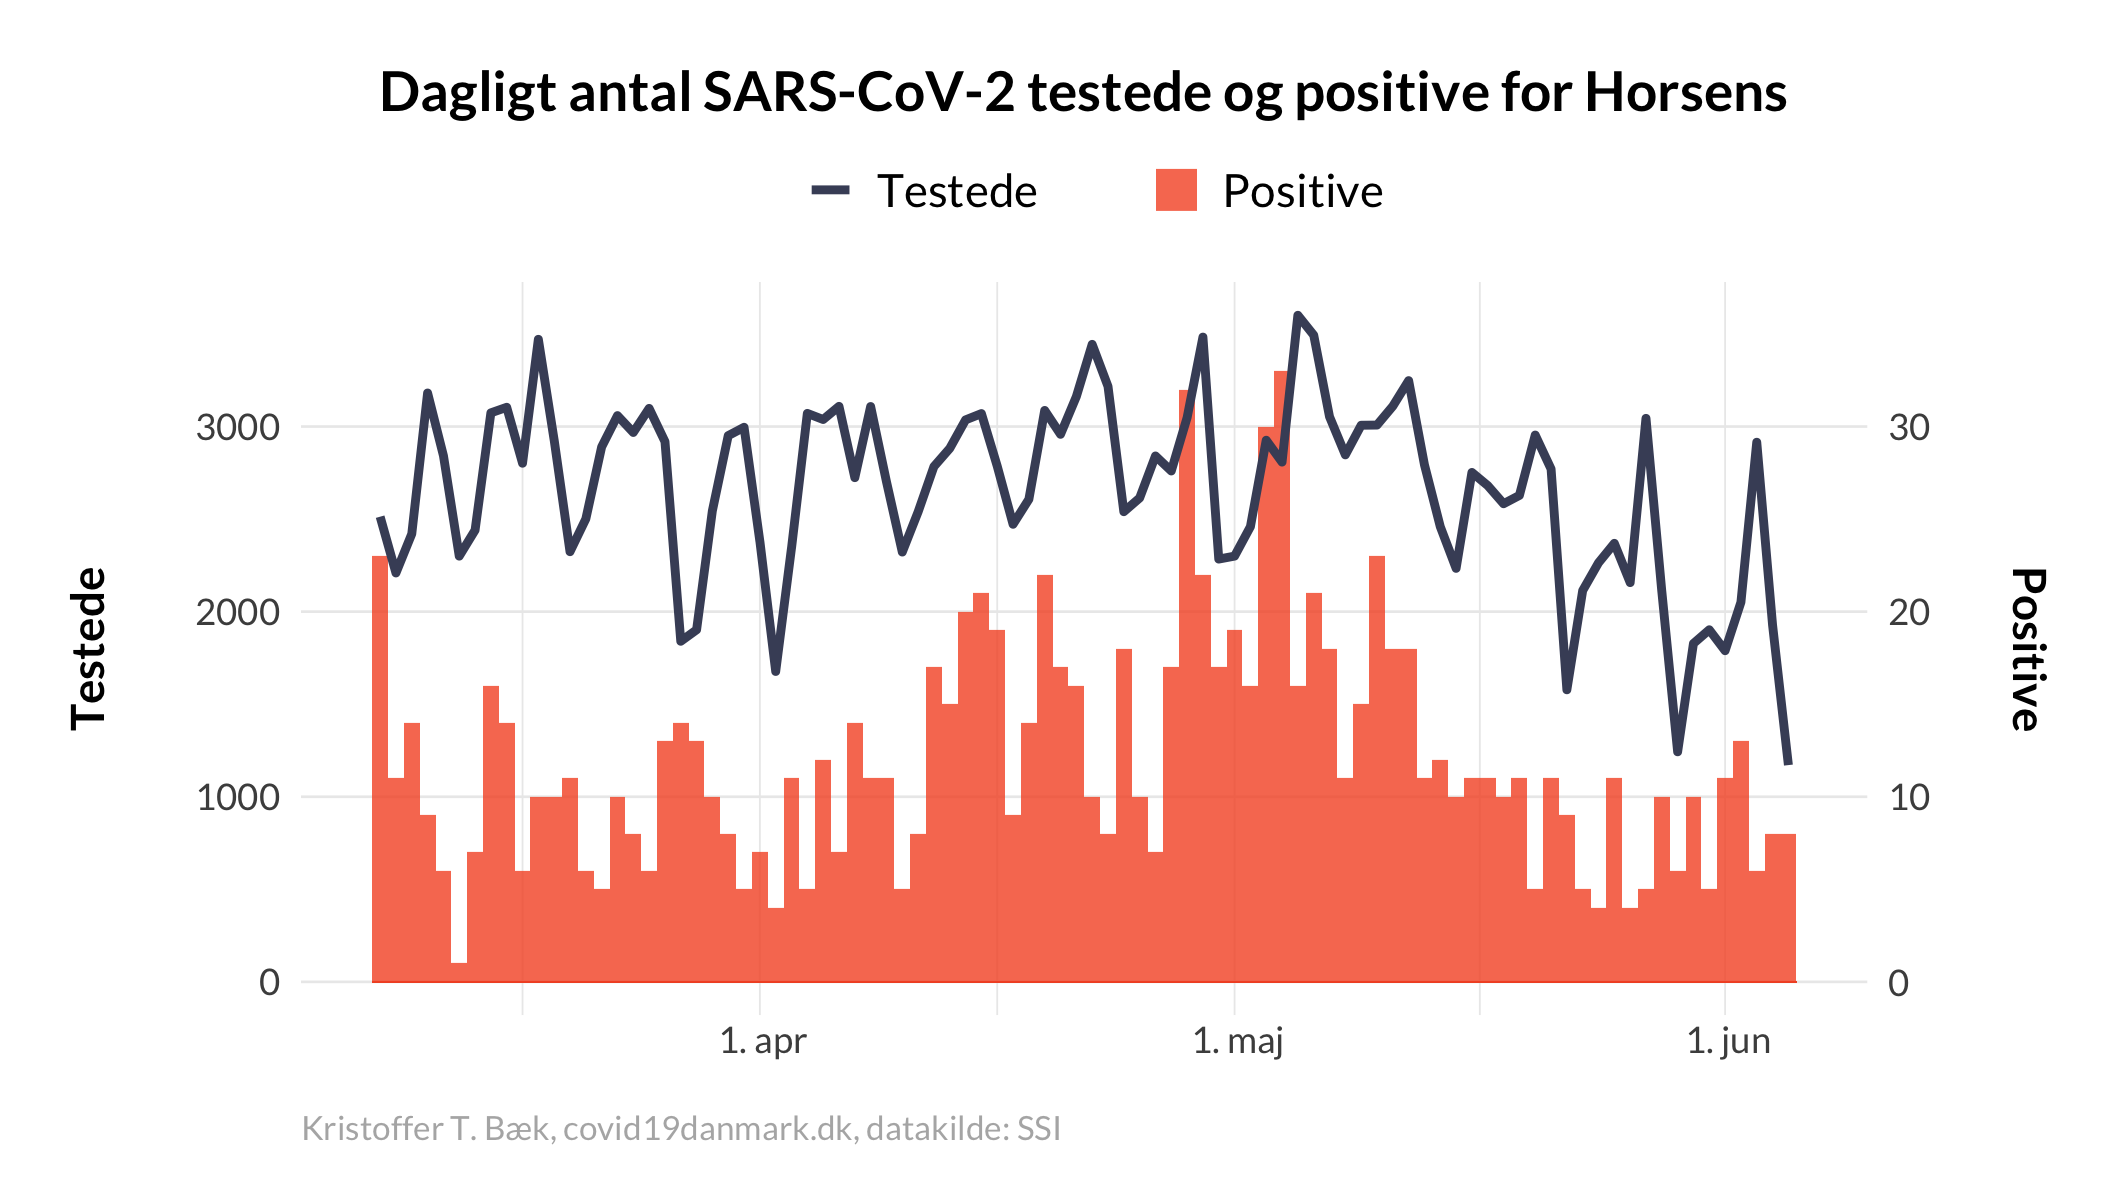 Dagligt antal SARS-CoV-2 testede og positive for Horsens
Testede
Positive
3000
2000
1000
0
Testede
30
20
10
0
Positive
1. apr
1. maj
1. jun
Kristoffer T. Bæk, covid19danmark.dk, datakilde: SSI